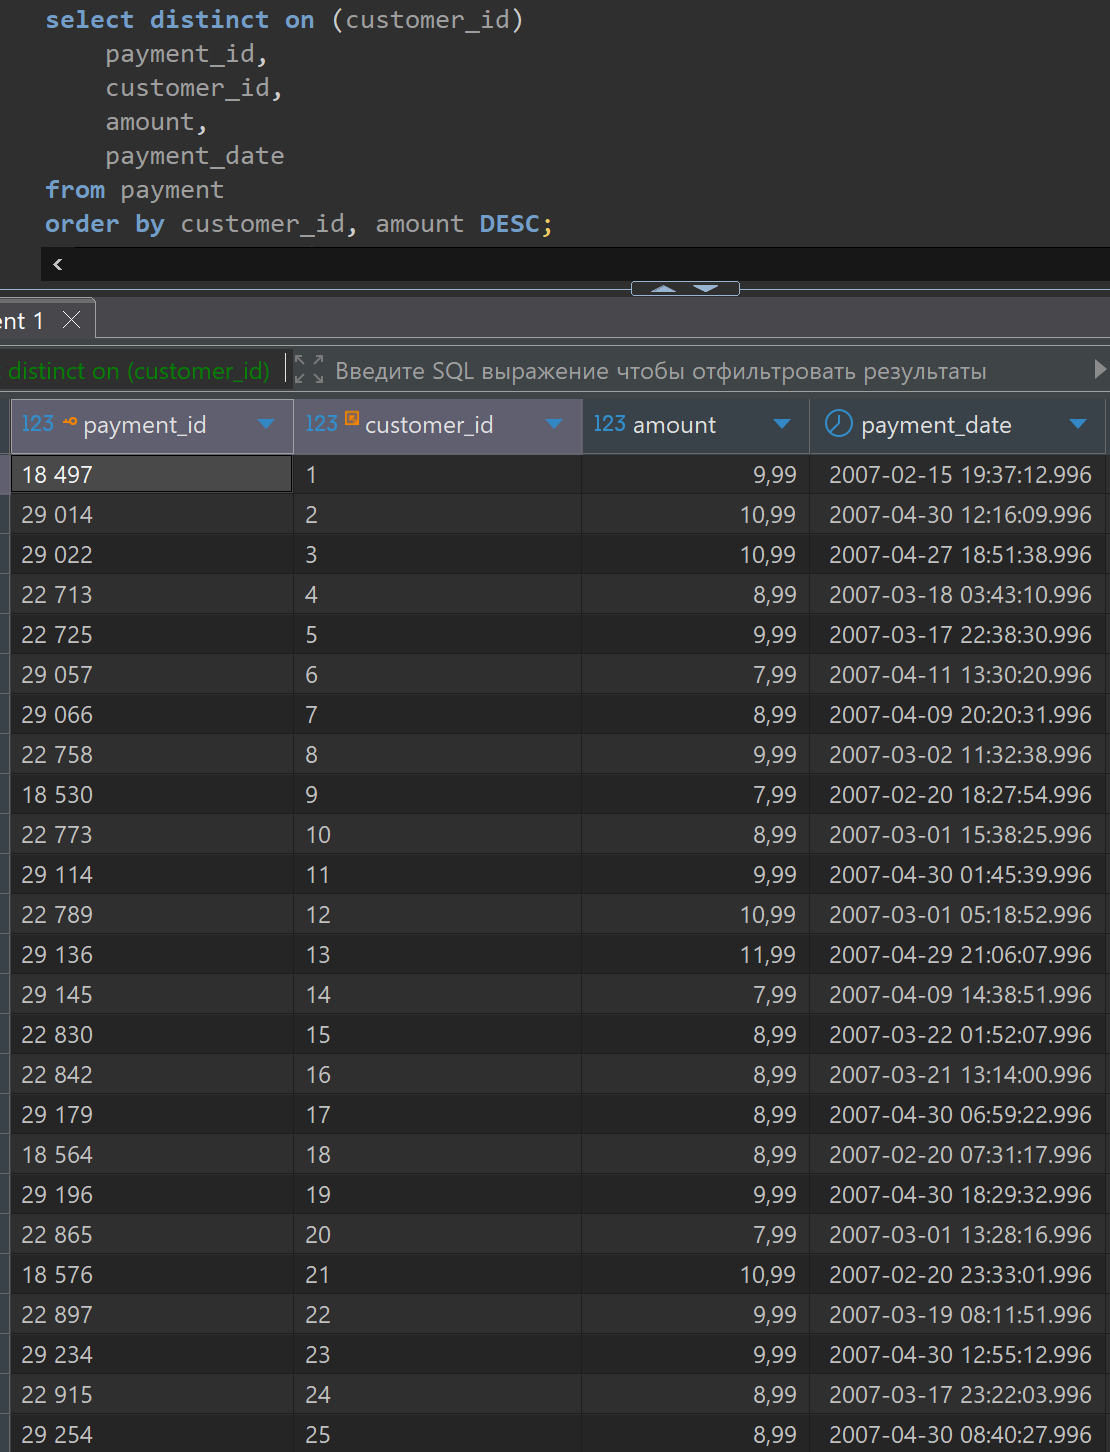 select distinct on (customer_id)
payment_id,
customer_id,
amount,
payment_date
from payment
order by customer_id, amount DESC;
ent 1
distinct on (customer_id) Введите SQL выражение чтобы отфильтровать результаты
123 payment_id 123 customer_id 123 amount payment_date
18 497 1 9,99 2007-02-15 19:37:12.996
29 014 2 10,99 2007-04-30 12:16:09.996
29 022 3 10,99 2007-04-27 18:51:38.996
22 713 4 8,99 2007-03-18 03:43:10.996
22 725 5 9,99 2007-03-17 22:38:30.996
29 057 6 7,99 2007-04-11 13:30:20.996
29 066 7 8,99 2007-04-09 20:20:31.996
22 758 8 9,99 2007-03-02 11:32:38.996
18 530 9 7,99 2007-02-20 18:27:54.996
22 773 10 8,99 2007-03-01 15:38:25.996
29 114 11 9,99 2007-04-30 01:45:39.996
22 789 12 10,99 2007-03-01 05:18:52.996
29 136 13 11,99 2007-04-29 21:06:07.996
29 145 14 7,99 2007-04-09 14:38:51.996
22 830 15 8,99 2007-03-22 01:52:07.996
22 842 16 8,99 2007-03-21 13:14:00.996
29 179 17 8,99 2007-04-30 06:59:22.996
18 564 18 8,99 2007-02-20 07:31:17.996
29 196 19 9,99 2007-04-30 18:29:32.996
22 865 20 7,99 2007-03-01 13:28:16.996
18 576 21 10,99 2007-02-20 23:33:01.996
22 897 22 9,99 2007-03-19 08:11:51.996
29 234 23 9,99 2007-04-30 12:55:12.996
22 915 24 8,99 2007-03-17 23:22:03.996
29 254 25 8,99 2007-04-30 08:40:27.996